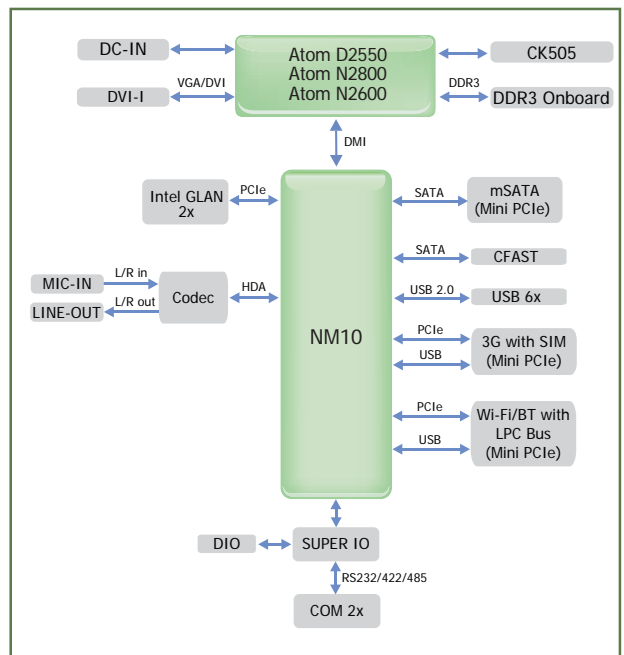 DC-IN
Atom D2550
Atom N2800
Atom N2600
CK505
VGA/DVI
DVI-I
DDR3
DDR3 Onboard
DMI
Intel GLAN
2x
PCIe
NM10
SATA
mSATA
(Mini PCIe)
SATA
CFAST
MIC-IN
L/R in
LINE-OUT
L/R out
Codec
HDA
USB 2.0
USB 6x
PCIe
USB
3G with SIM
(Mini PCIe)
PCIe
USB
Wi-Fi/BT with
LPC Bus
(Mini PCIe)
DIO
SUPER IO
RS232/422/485
COM 2x